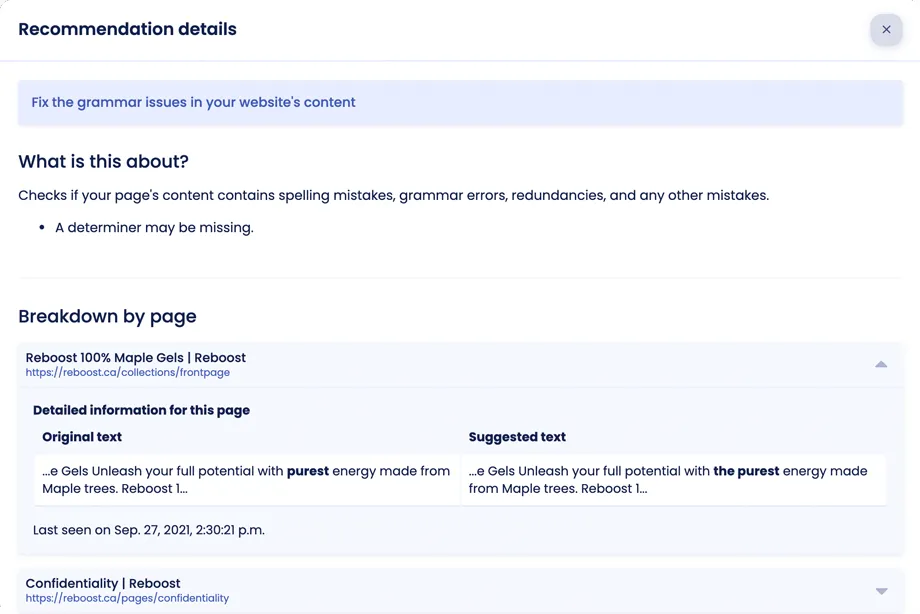 Recommendation details
Fix the grammar issues in your website's content
What is this about?
Checks if your page's content contains spelling mistakes, grammar errors, redundancies, and any other mistakes.
• A determiner may be missing.
Breakdown by page
Reboost 100% Maple Gels | Reboost
https://reboost.ca/collections/frontpage
Detailed information for this page
Original text
Suggested text
...e Gels Unleash your full potential with purest energy made from
Maple trees. Reboost 1...
...e Gels Unleash your full potential with the purest energy made
from Maple trees. Reboost 1...
Last seen on Sep. 27, 2021, 2:30:21 p.m.
Confidentiality | Reboost
https://reboost.ca/pages/confidentiality